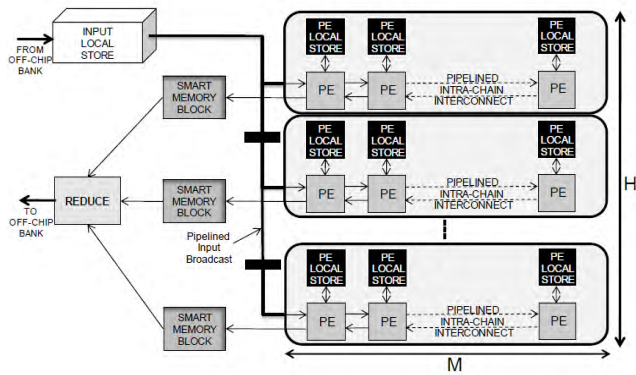 INPUT
LOCAL
STORE
FROM
OFF-CHIP
BANK
PE
LOCAL
STORE
PE
LOCAL
STORE
PE
LOCAL
STORE
PE
PE
PIPELINED
INTRA-CHAIN
INTERCONNECT
PE
SMART
MEMORY
BLOCK
PE
LOCAL
STORE
PE
LOCAL
STORE
PE
LOCAL
STORE
PE
PE
PIPELINED
INTRA-CHAIN
INTERCONNECT
PE
SMART
MEMORY
BLOCK
REDUCE
TO
OFF-CHIP
BANK
Pipelined
Input
Broadcast
H
PE
LOCAL
STORE
PE
LOCAL
STORE
PE
LOCAL
STORE
PE
PE
PIPELINED
INTRA-CHAIN
INTERCONNECT
PE
SMART
MEMORY
BLOCK
M